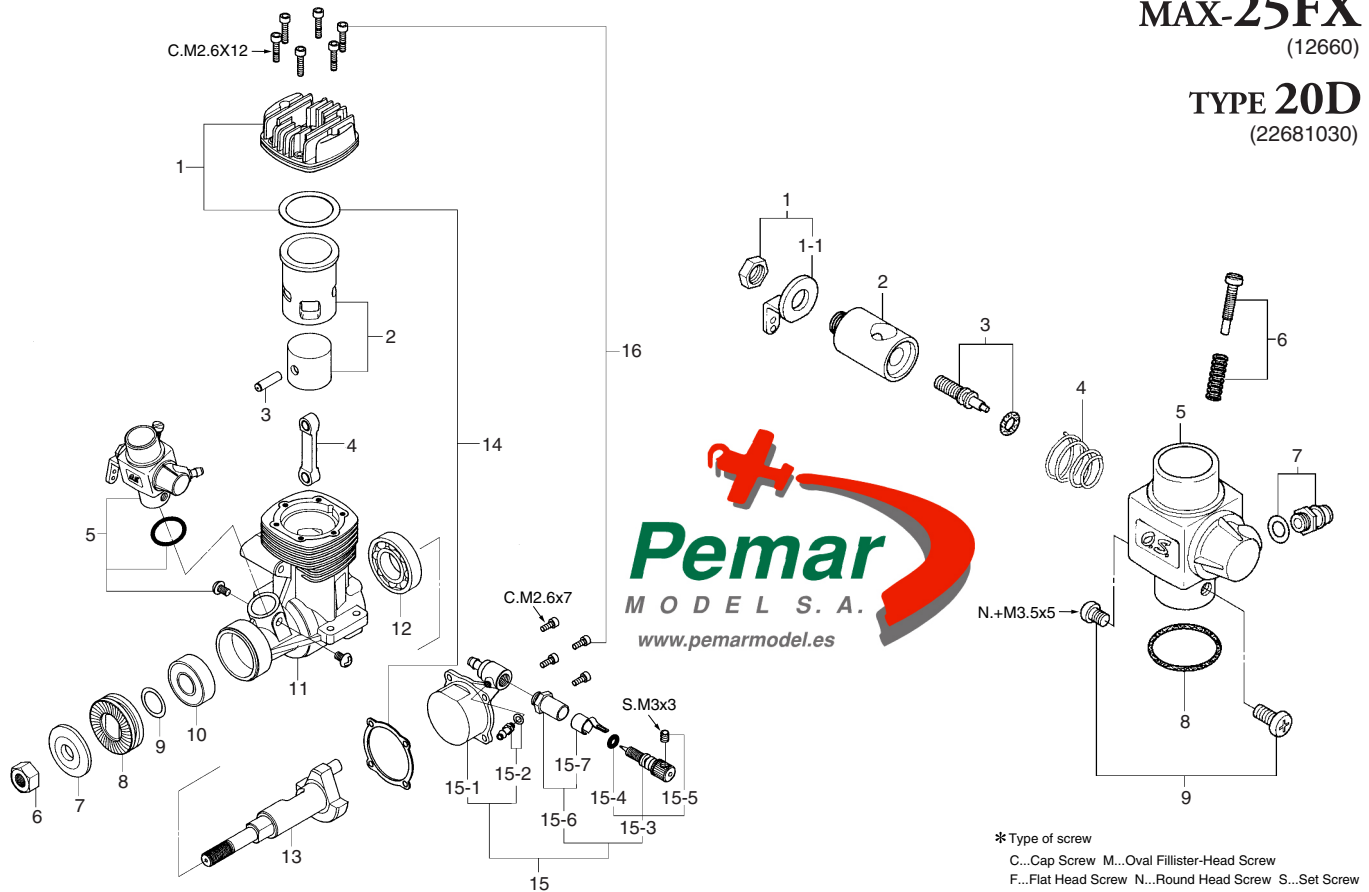 MAX-25FX
(12660)
TYPE 20D
(22681030)
C.M2.6X12
1
2
3
4
5
6
7
8
9
10
11
12
13
14
15
15-1
15-2
15-3
15-4
15-5
15-6
15-7
16
C.M2.6x7
S.M3x3
O.S.
1
1-1
2
3
4
5
6
7
O.S.
N.+M3.5x5
8
9
Pemar
MODEL S.A.
www.pemarmodel.es
*Type of screw
C...Cap Screw M...Oval Fillister-Head Screw
F...Flat Head Screw N...Round Head Screw S...Set Screw